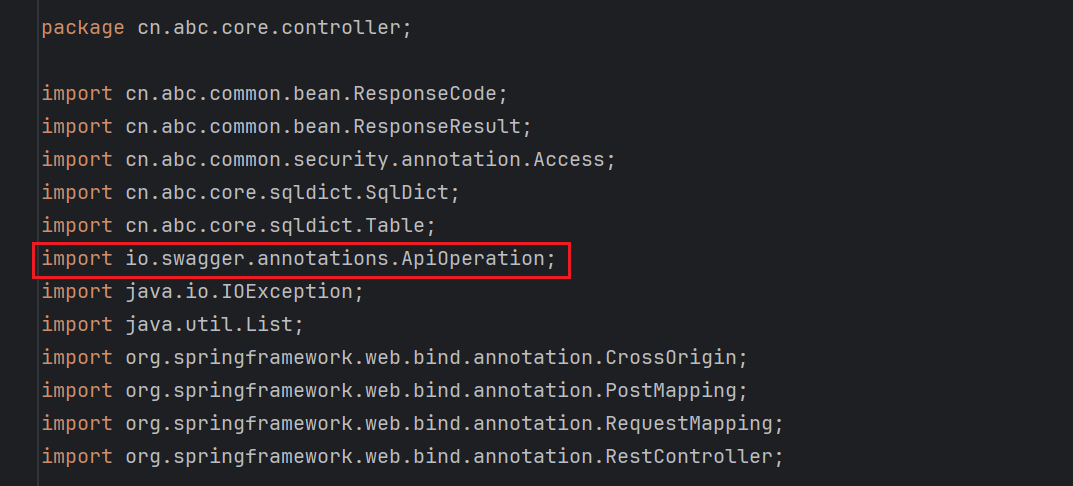 package cn.abc.core.controller;
import cn.abc.common.bean.ResponseCode;
import cn.abc.common.bean.ResponseResult;
import cn.abc.common.security.annotation.Access;
import cn.abc.core.sqldict.SqlDict;
import cn.abc.core.sqldict.Table;
import io.swagger.annotations.ApiOperation;
import java.io.IOException;
import java.util.List;
import org.springframework.web.bind.annotation.CrossOrigin;
import org.springframework.web.bind.annotation.PostMapping;
import org.springframework.web.bind.annotation.RequestMapping;
import org.springframework.web.bind.annotation.RestController;